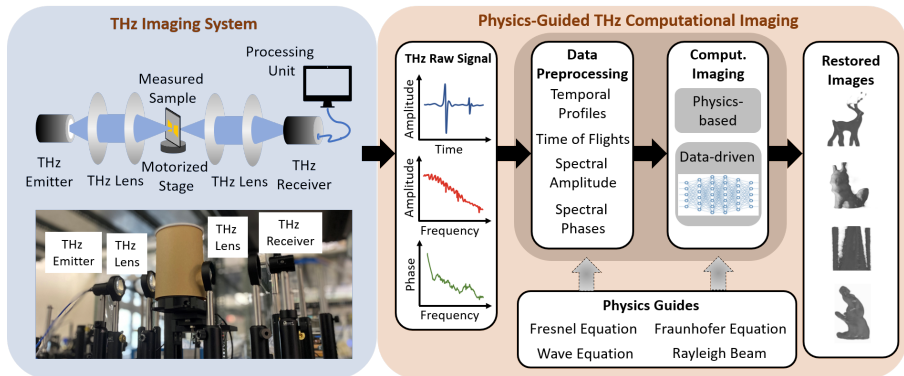 THz Imaging System
Processing
Unit
Measured
Sample
THz
Emitter
THz Lens
Motorized
Stage
THz Lens
THz
Receiver
THz
Emitter
THz
Lens
THz
Lens
THz
Receiver
Physics-Guided THz Computational Imaging
THz Raw Signal
Amplitude
Time
Amplitude
Frequency
Phase
Frequency
Data
Preprocessing
Temporal
Profiles
Time of Flights
Spectral
Amplitude
Spectral
Phases
Comput.
Imaging
Physics-
based
Data-driven
Restored
Images
Physics Guides
Fresnel Equation
Fraunhofer Equation
Wave Equation
Rayleigh Beam